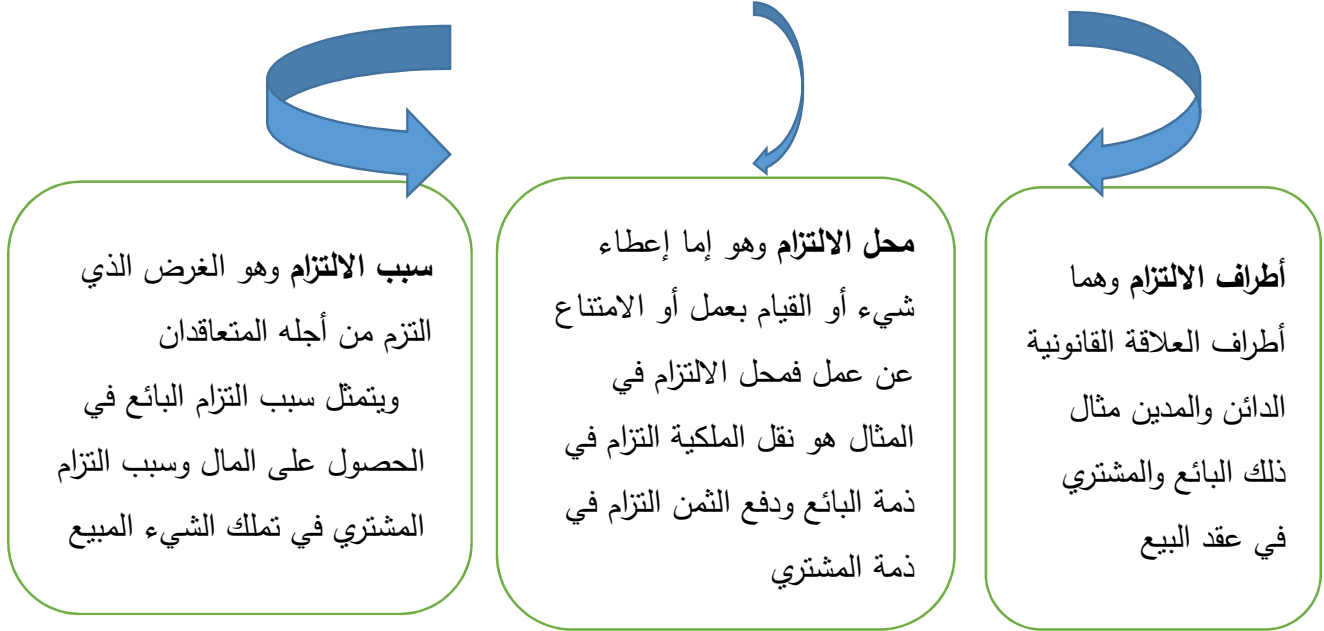 أطراف الالتزام وهما
أطراف العلاقة القانونية
الدائن والمدين مثال
ذلك البائع والمشتري
في عقد البيع
محل الالتزام وهو إما إعطاء
شيء أو القيام بعمل أو الامتناع
عن عمل فمحل الالتزام في
المثال هو نقل الملكية التزام في
ذمة البائع ودفع الثمن التزام في
ذمة المشتري
سبب الالتزام وهو الغرض الذي
التزم من أجله المتعاقدان
ويتمثل سبب التزام البائع في
الحصول على المال وسبب التزام
المشتري في تملك الشيء المبيع